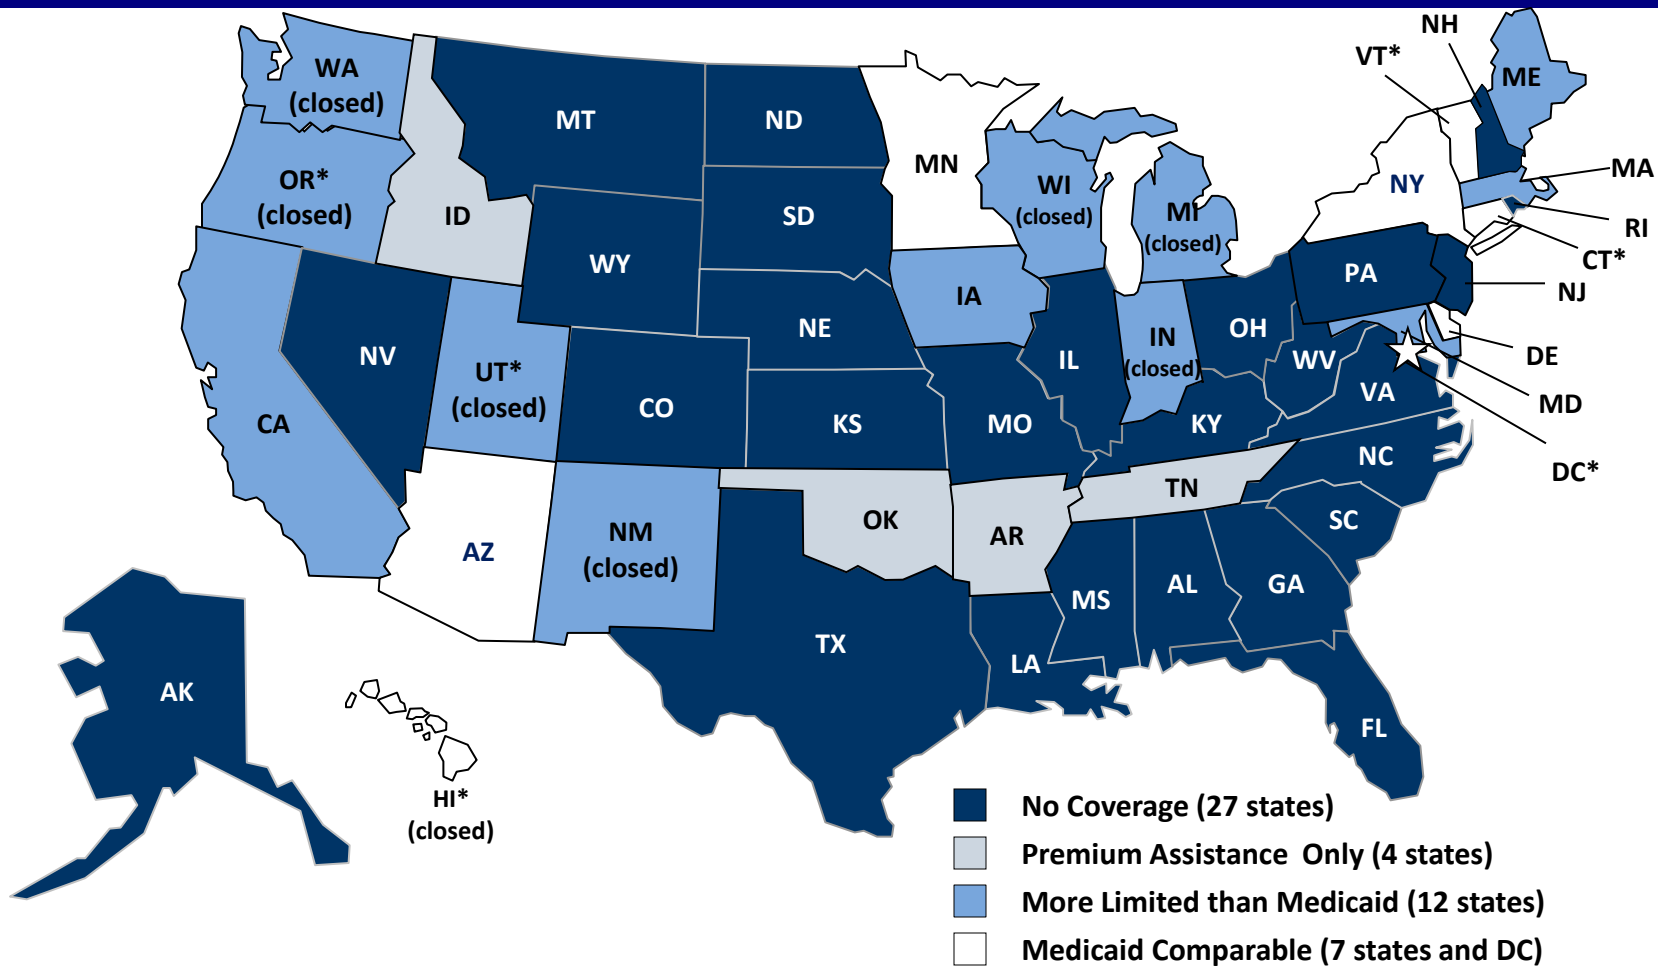 NH
VT*
WA
(closed)
ME
MT
ND
MN
MA
OR*
(closed)
WI
(closed)
NY
ID
SD
MI
(closed)
RI
CT*
WY
PA
NJ
IA
NE
OH
IN
(closed)
NV
IL
WV
DE
UT*
(closed)
VA
MD
CO
CA
KS
MO
KY
NC
DC*
TN
OK
SC
NM
(closed)
AR
AZ
MS
AL
GA
TX
LA
AK
FL
HI*
(closed)
No Coverage (27 states)
Premium Assistance Only (4 states)
More Limited than Medicaid (12 states)
Medicaid Comparable (7 states and DC)